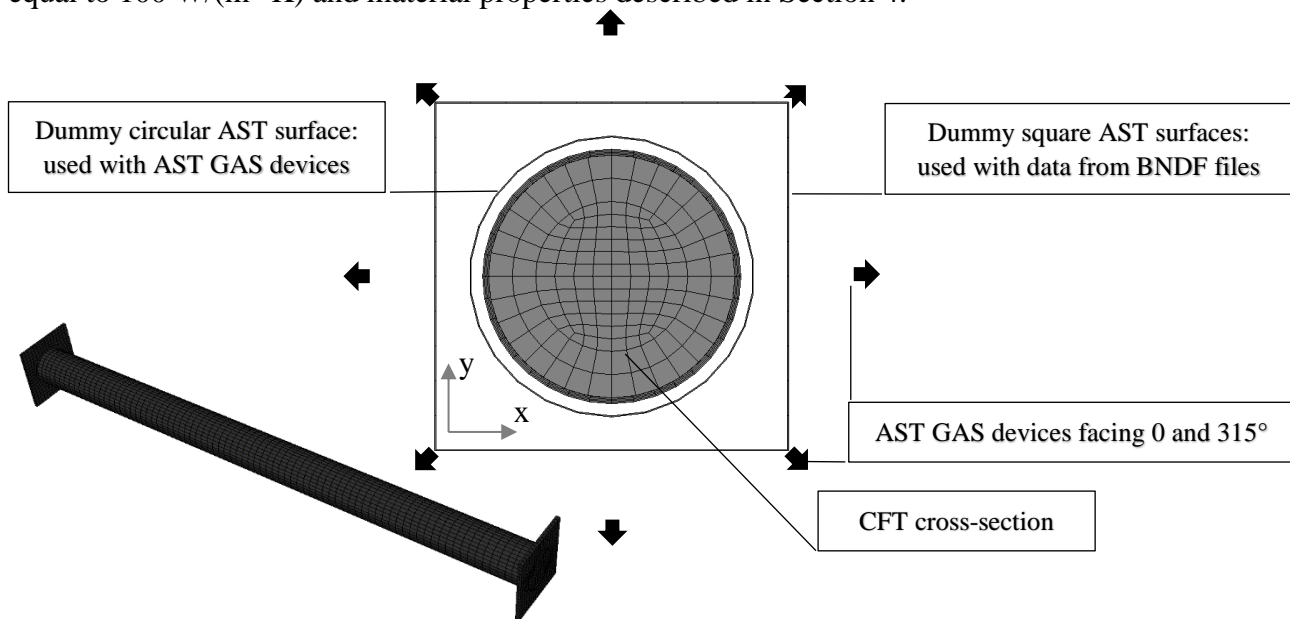 equal to 100 W/(m² K) and material properties described in Section 4.
Dummy circular AST surface:
used with AST GAS devices
Dummy square AST surfaces:
used with data from BNDF files
y
x
AST GAS devices facing 0 and 315°
CFT cross-section